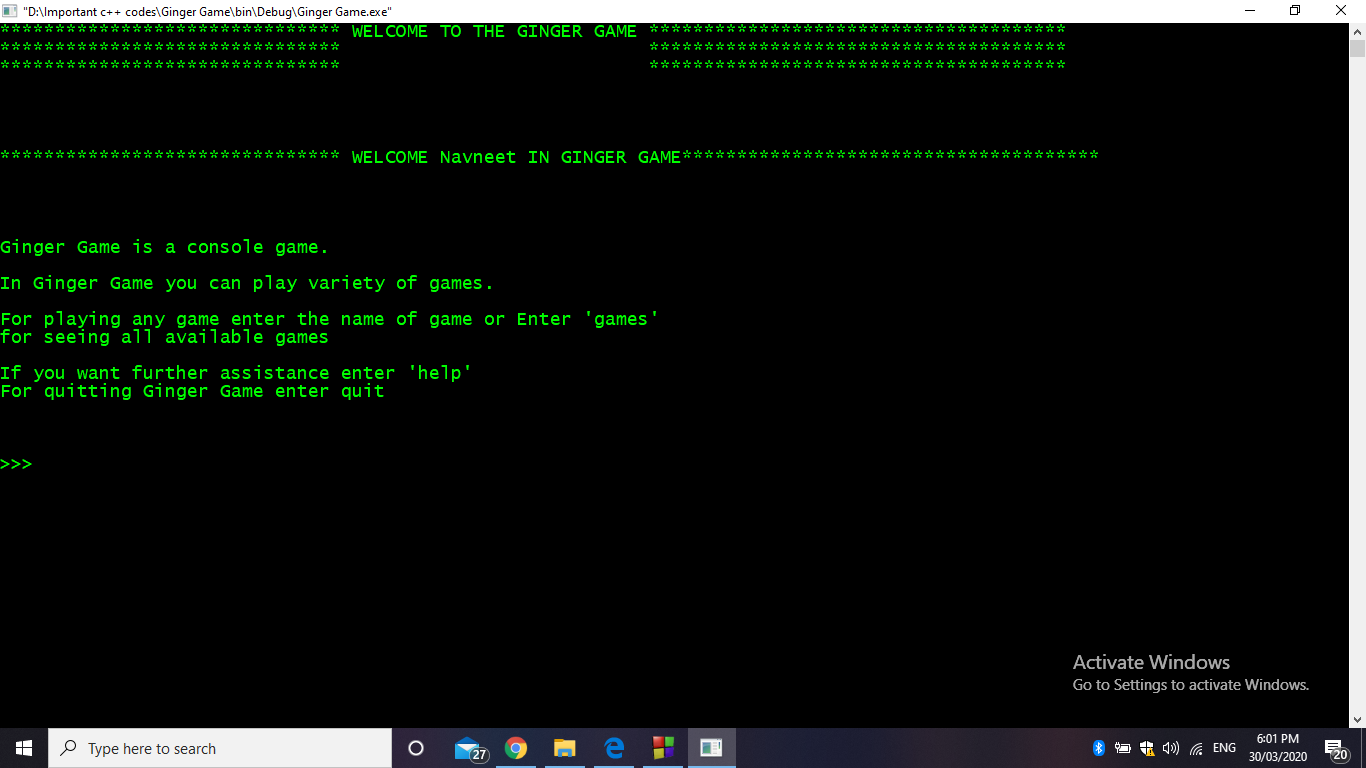 "D:\Important c++ codes\Ginger Game\bin\Debug\Ginger Game.exe"
******************************* WELCOME TO THE GINGER GAME **************************************
******************************* **************************************
******************************* **************************************
******************************* WELCOME Navneet IN GINGER GAME**************************************
Ginger Game is a console game.
In Ginger Game you can play variety of games.
For playing any game enter the name of game or Enter 'games'
for seeing all available games
If you want further assistance enter 'help'
For quitting Ginger Game enter quit
>>>
Activate Windows
Go to Settings to activate Windows.
Type here to search
27
ENG
6:01 PM
30/03/2020
20